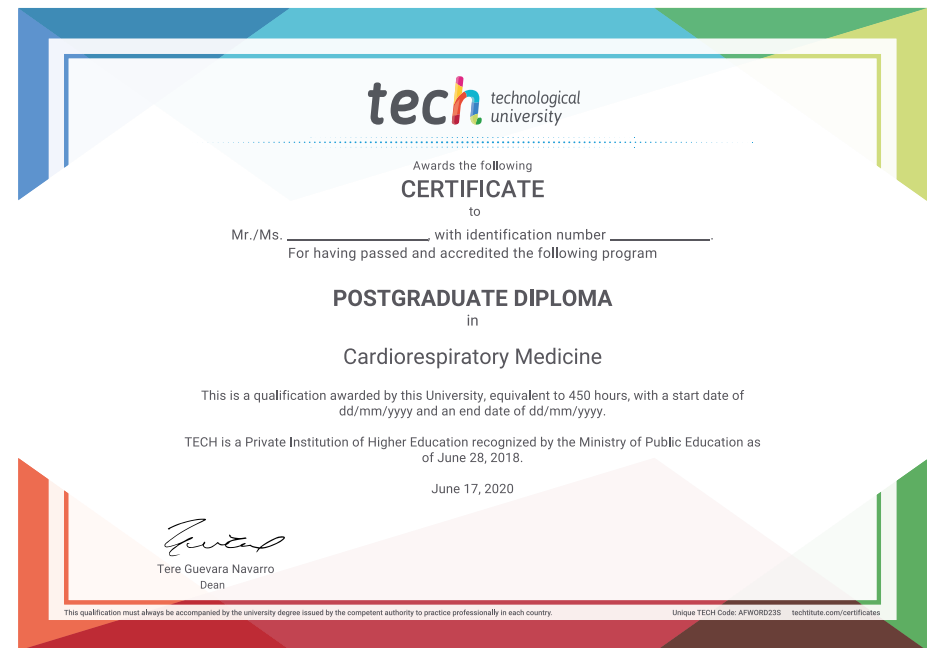 tech technological
university
Awards the following
CERTIFICATE
to
Mr./Ms. ____________________, with identification number ______________.
For having passed and accredited the following program
POSTGRADUATE DIPLOMA
in
Cardiorespiratory Medicine
This is a qualification awarded by this University, equivalent to 450 hours, with a start date of
dd/mm/yyyy and an end date of dd/mm/yyyy.
TECH is a Private Institution of Higher Education recognized by the Ministry of Public Education as
of June 28, 2018.
June 17, 2020
Tere Guevara Navarro
Dean
This qualification must always be accompanied by the university degree issued by the competent authority to practice professionally in each country.
Unique TECH Code: AFWORD23S techtitute.com/certificates